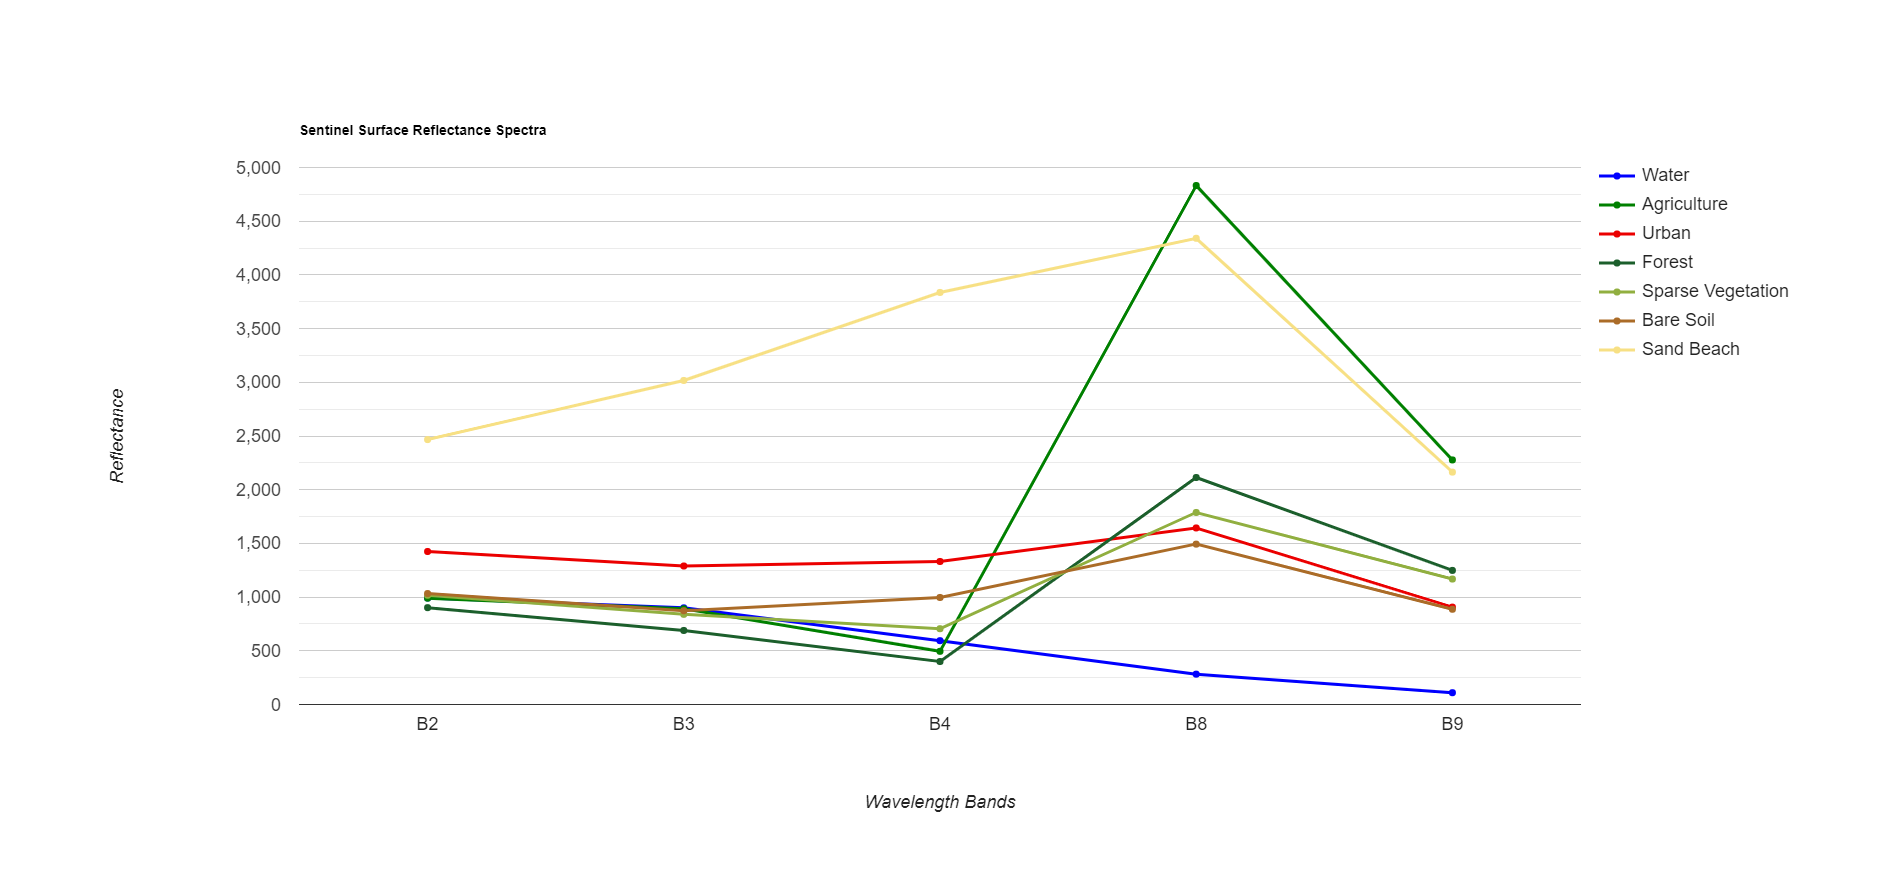 Sentinel Surface Reflectance Spectra
5,000
4,500
4,000
3,500
3,000
2,500
2,000
1,500
1,000
500
0
Reflectance
B2 B3 B4 B8 B9
Wavelength Bands
Water
Agriculture
Urban
Forest
Sparse Vegetation
Bare Soil
Sand Beach